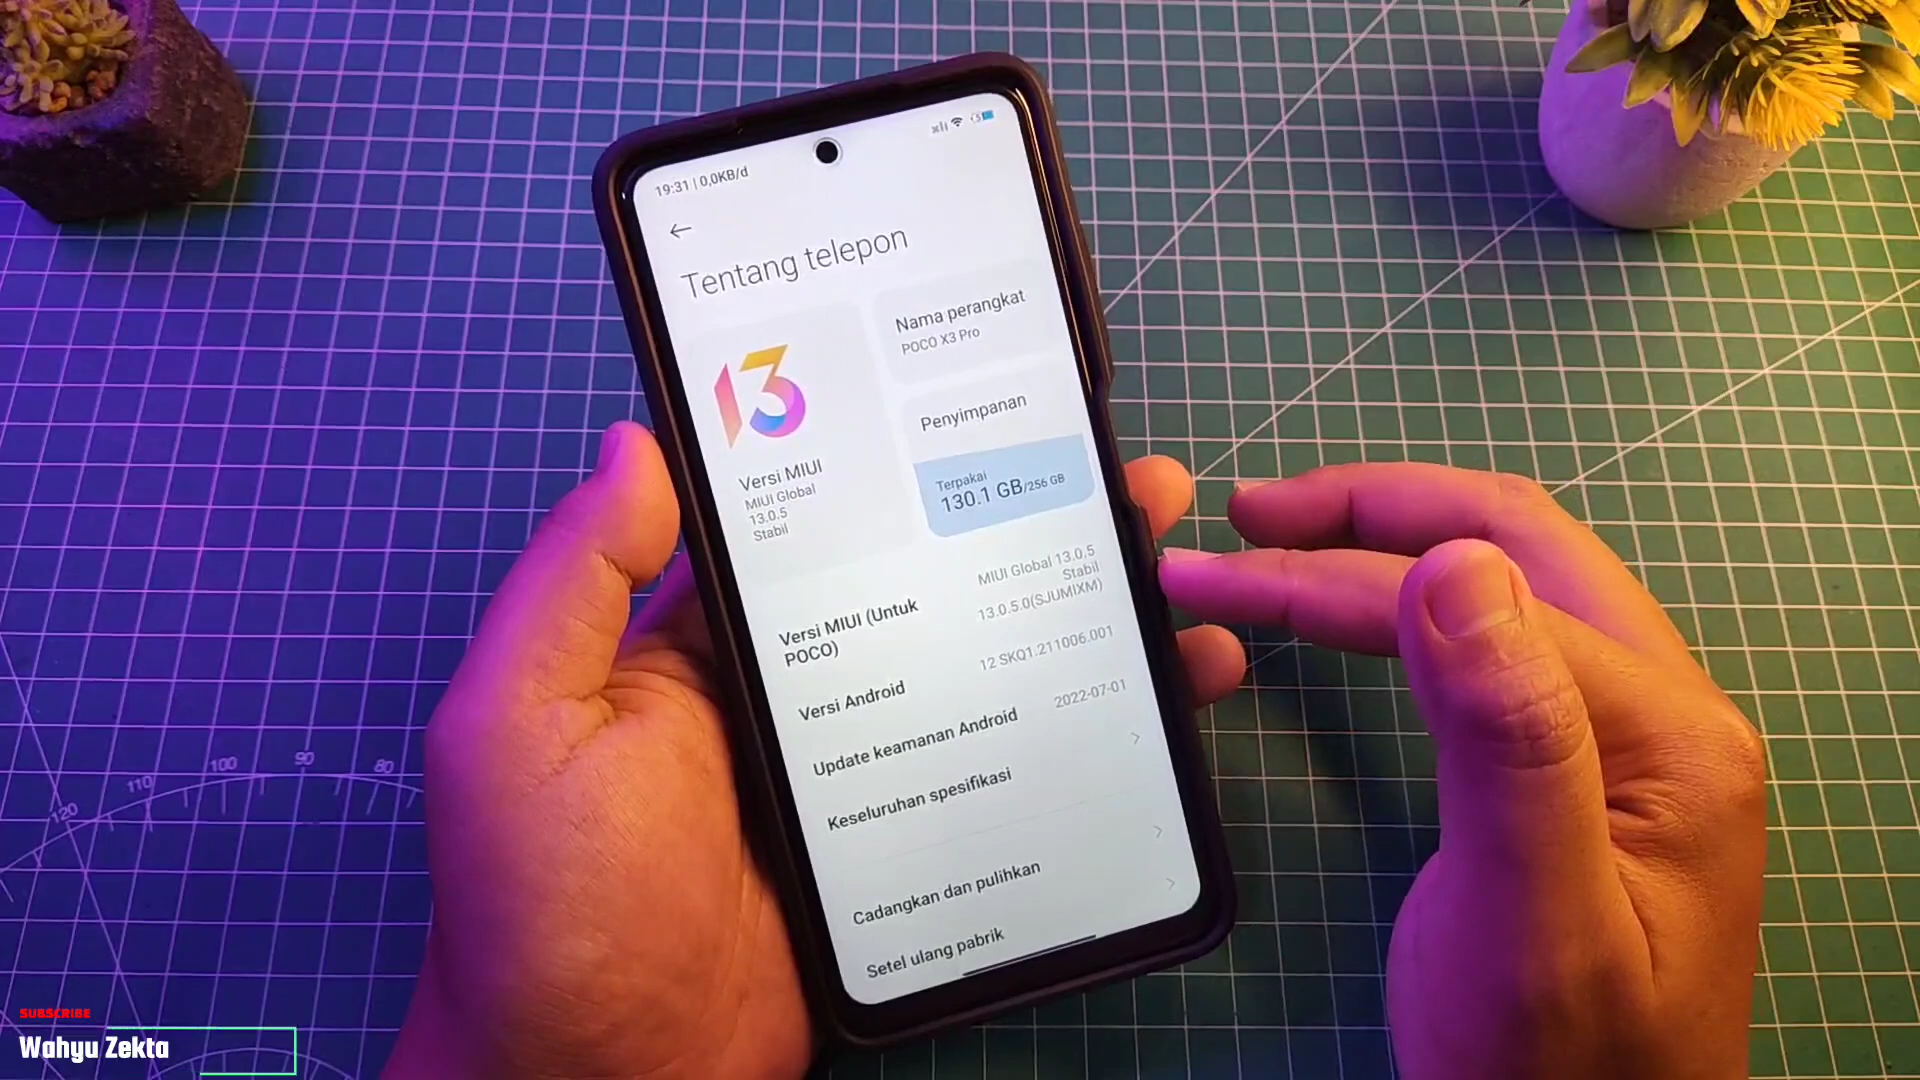 19:31 | 0,0KB/d
Tentang telepon
13
Versi MIUI
MIUI Global
13.0.5
Stabil
Nama perangkat
POCO X3 Pro
Penyimpanan
Terpakai
130.1 GB/256 GB
Versi MIUI (Untuk
POCO)
MIUI Global 13.0.5
Stabil
13.0.5.0(SJUMIXM)
Versi Android
12 SKQ1.211006.001
Update keamanan Android
2022-07-01
Keseluruhan spesifikasi
Cadangkan dan pulihkan
Setel ulang pabrik
120
110
100
90
80
SUBSCRIBE
Wahyu Zekta